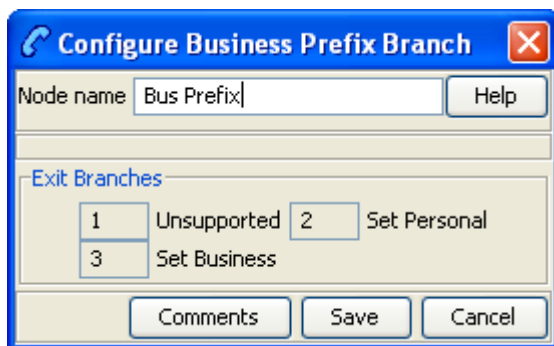 Configure Business Prefix Branch
Node name Bus Prefix Help
Exit Branches
1 Unsupported 2 Set Personal
3 Set Business
Comments Save Cancel